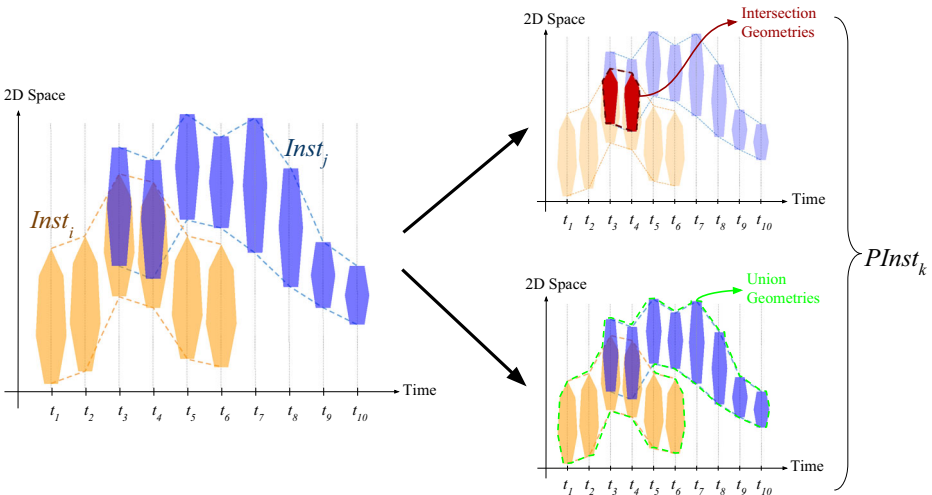 2D Space
Inst_i
Inst_j
Time
t_1 t_2 t_3 t_4 t_5 t_6 t_7 t_8 t_9 t_10
2D Space
Intersection
Geometries
Time
t_1 t_2 t_3 t_4 t_5 t_6 t_7 t_8 t_9 t_10
PInst_k
2D Space
Union
Geometries
Time
t_1 t_2 t_3 t_4 t_5 t_6 t_7 t_8 t_9 t_10